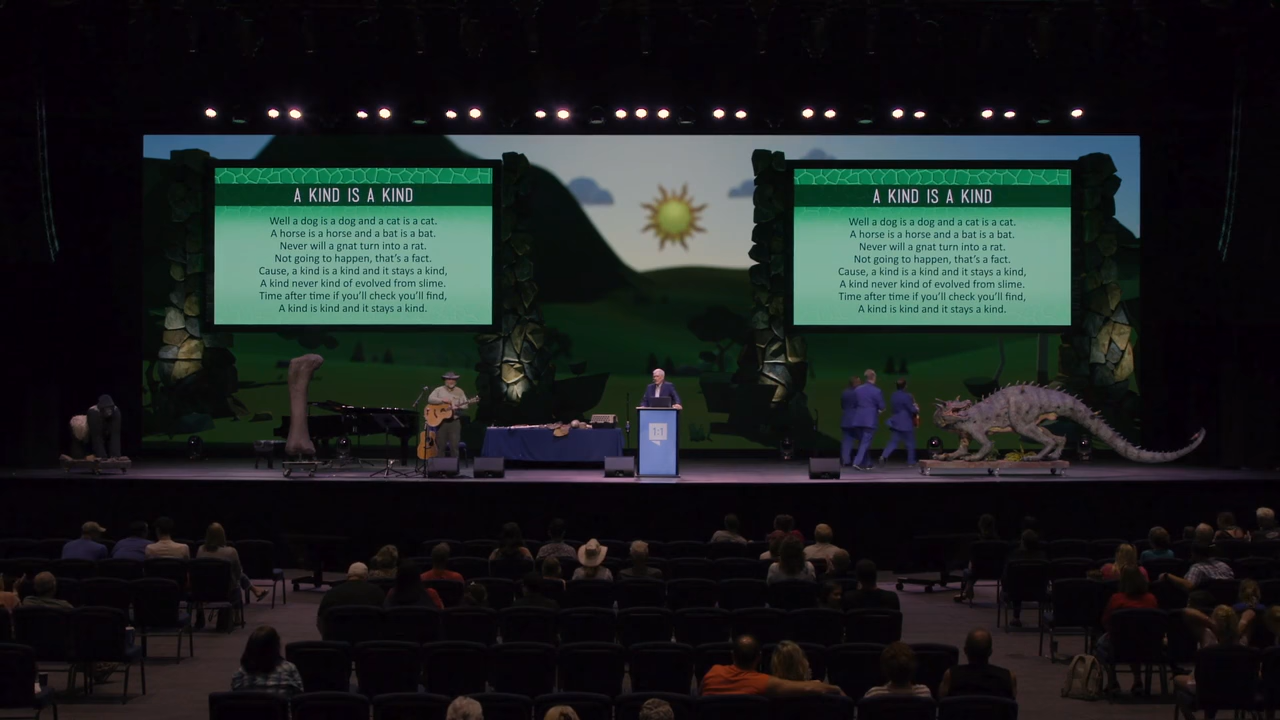 A KIND IS A KIND
Well a dog is a dog and a cat is a cat.
A horse is a horse and a bat is a bat.
Never will a gnat turn into a rat.
Not going to happen, that's a fact.
Cause, a kind is a kind and it stays a kind,
A kind never kind of evolved from slime.
Time after time if you'll check you'll find,
A kind is kind and it stays a kind.
A KIND IS A KIND
Well a dog is a dog and a cat is a cat.
A horse is a horse and a bat is a bat.
Never will a gnat turn into a rat.
Not going to happen, that's a fact.
Cause, a kind is a kind and it stays a kind,
A kind never kind of evolved from slime.
Time after time if you'll check you'll find,
A kind is kind and it stays a kind.
1:1